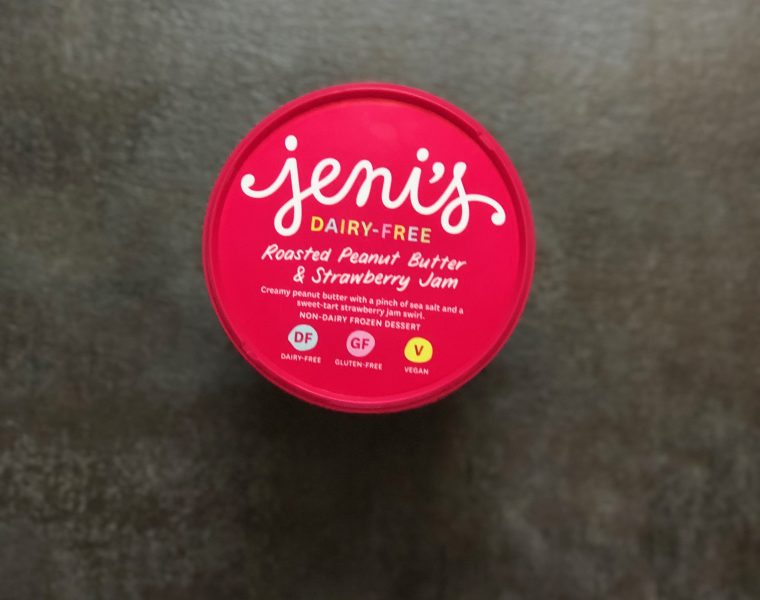 jeni's
DAIRY-FREE
Roasted Peanut Butter
& Strawberry Jam
Creamy peanut butter with a pinch of sea salt and a
sweet-tart strawberry jam swirl.
NON-DAIRY FROZEN DESSERT
DF GF V
DAIRY-FREE GLUTEN-FREE VEGAN